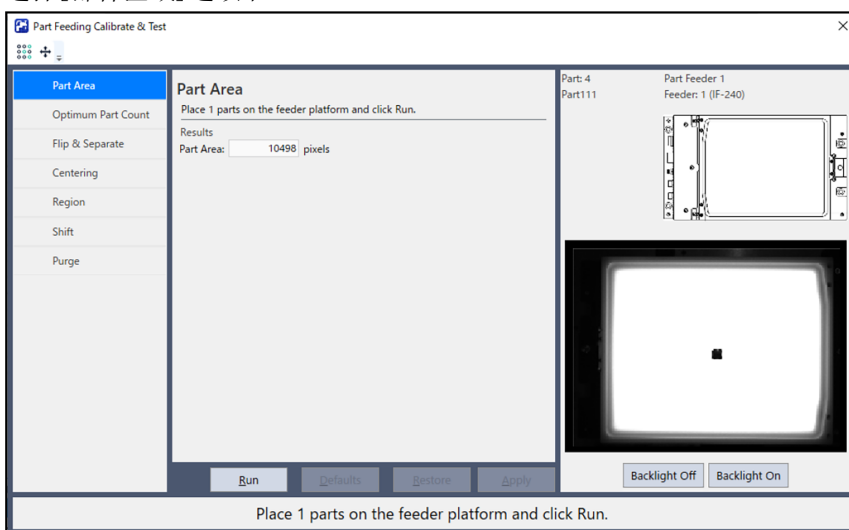 Part Feeding Calibrate & Test
Part Area
Optimum Part Count
Flip & Separate
Centering
Region
Shift
Purge
Part Area
Place 1 parts on the feeder platform and click Run.
Results
Part Area: 10498 pixels
Run Defaults Restore Apply
Part: 4 Part Feeder 1
Part111 Feeder: 1 (IF-240)
Backlight Off Backlight On
Place 1 parts on the feeder platform and click Run.